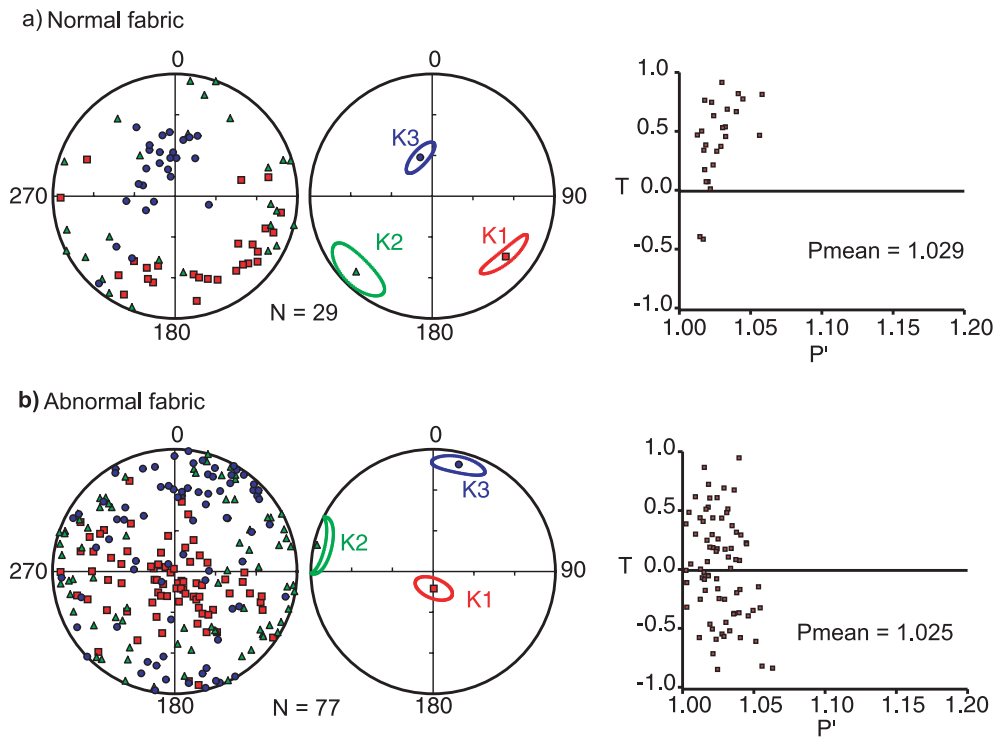 a) Normal fabric
0
270
180
N = 29
K3
K2
K1
90
180
1.0
0.5
T 0.0
-0.5
-1.0
Pmean = 1.029
1.00 1.05 1.10 1.15 1.20
P'
b) Abnormal fabric
0
270
180
N = 77
0
K3
K2
K1
90
180
1.0
0.5
T 0.0
-0.5
-1.0
Pmean = 1.025
1.00 1.05 1.10 1.15 1.20
P'